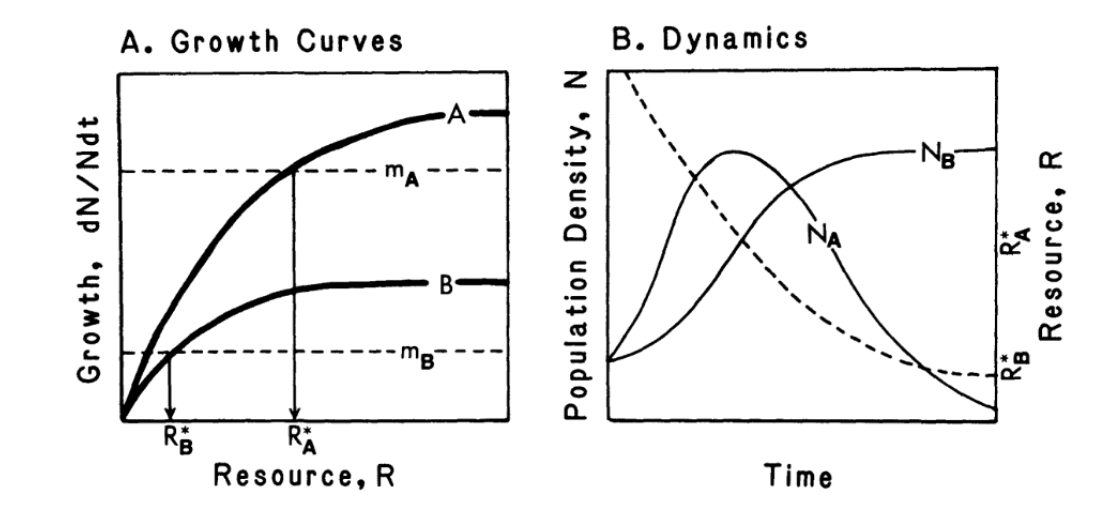 A. Growth Curves
Growth, dN/Ndt
A
mA
B
mB
R*B
R*A
Resource, R
B. Dynamics
Population Density, N
NB
NA
R*A
R*B
Resource, R
Time